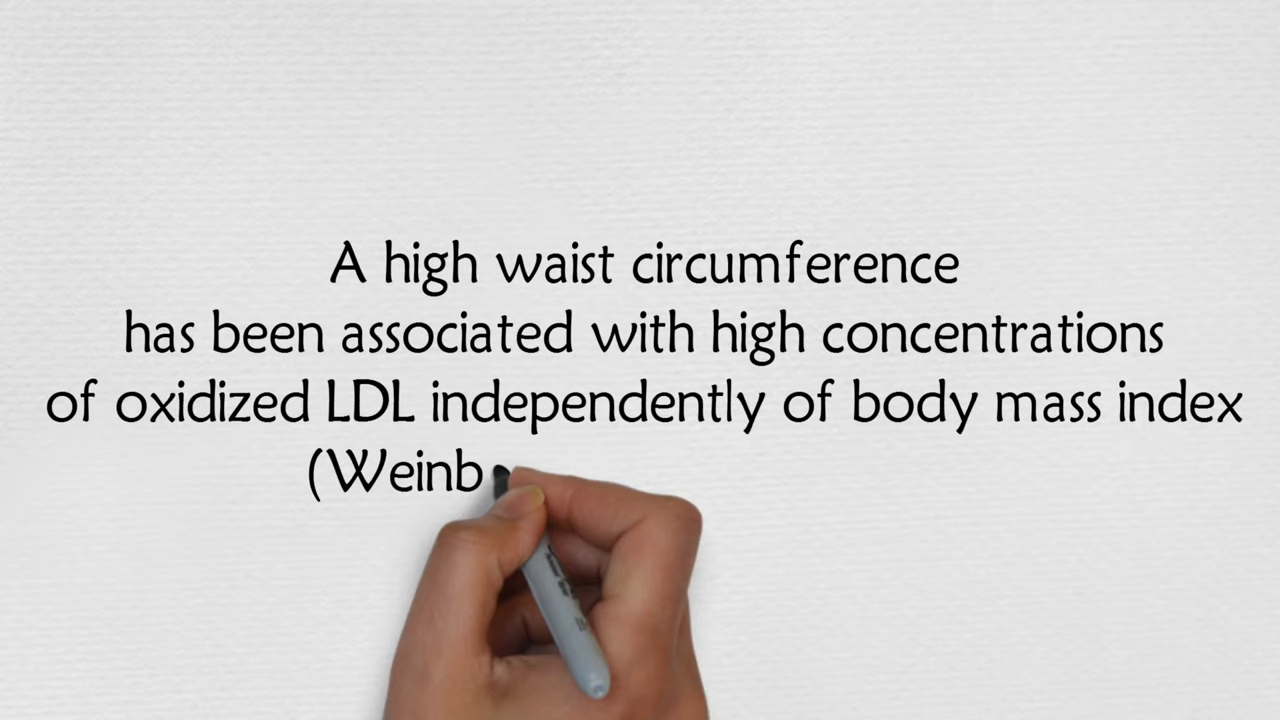 A high waist circumference
has been associated with high concentrations
of oxidized LDL independently of body mass index
(Weinb